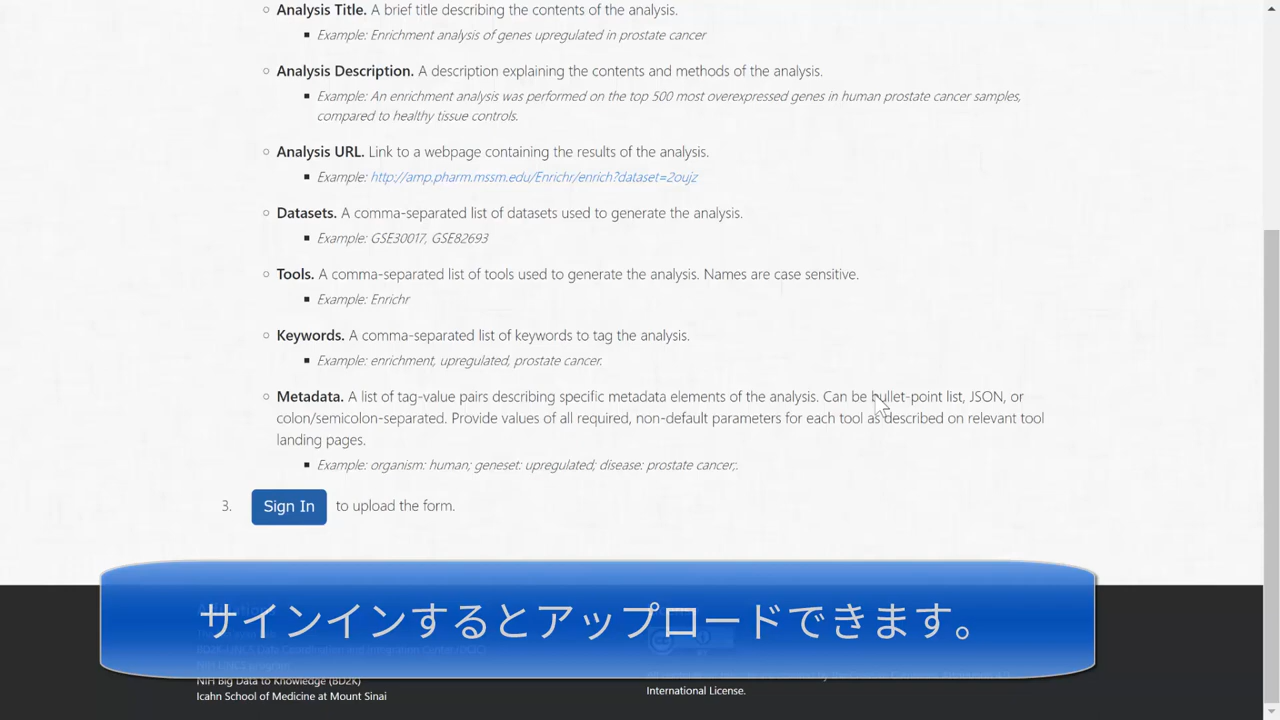 Analysis Title. A brief title describing the contents of the analysis.
Example: Enrichment analysis of genes upregulated in prostate cancer
Analysis Description. A description explaining the contents and methods of the analysis.
Example: An enrichment analysis was performed on the top 500 most overexpressed genes in human prostate cancer samples,
compared to healthy tissue controls.
Analysis URL. Link to a webpage containing the results of the analysis.
Example: http://amp.pharm.mssm.edu/Enrichr/enrich?dataset=2oujz
Datasets. A comma-separated list of datasets used to generate the analysis.
Example: GSE30017, GSE82693
Tools. A comma-separated list of tools used to generate the analysis. Names are case sensitive.
Example: Enrichr
Keywords. A comma-separated list of keywords to tag the analysis.
Example: enrichment, upregulated, prostate cancer.
Metadata. A list of tag-value pairs describing specific metadata elements of the analysis. Can be bullet-point list, JSON, or
colon/semicolon-separated. Provide values of all required, non-default parameters for each tool as described on relevant tool
landing pages.
Example: organism: human; geneset: upregulated; disease: prostate cancer;.
3. Sign In to upload the form.
サインインするとアップロードできます。
NIH Big Data to Knowledge (BD2K)
Icahn School of Medicine at Mount Sinai
International License.